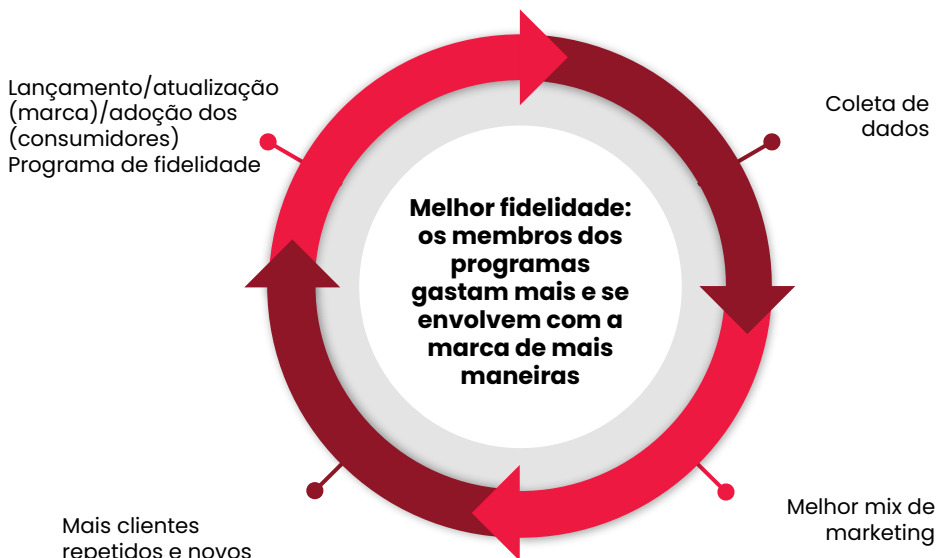 Lançamento/atualização
(marca)/adoção dos
(consumidores)
Programa de fidelidade
Coleta de
dados
Melhor fidelidade:
os membros dos
programas
gastam mais e se
envolvem com a
marca de mais
maneiras
Melhor mix de
marketing
Mais clientes
repetidos e novos